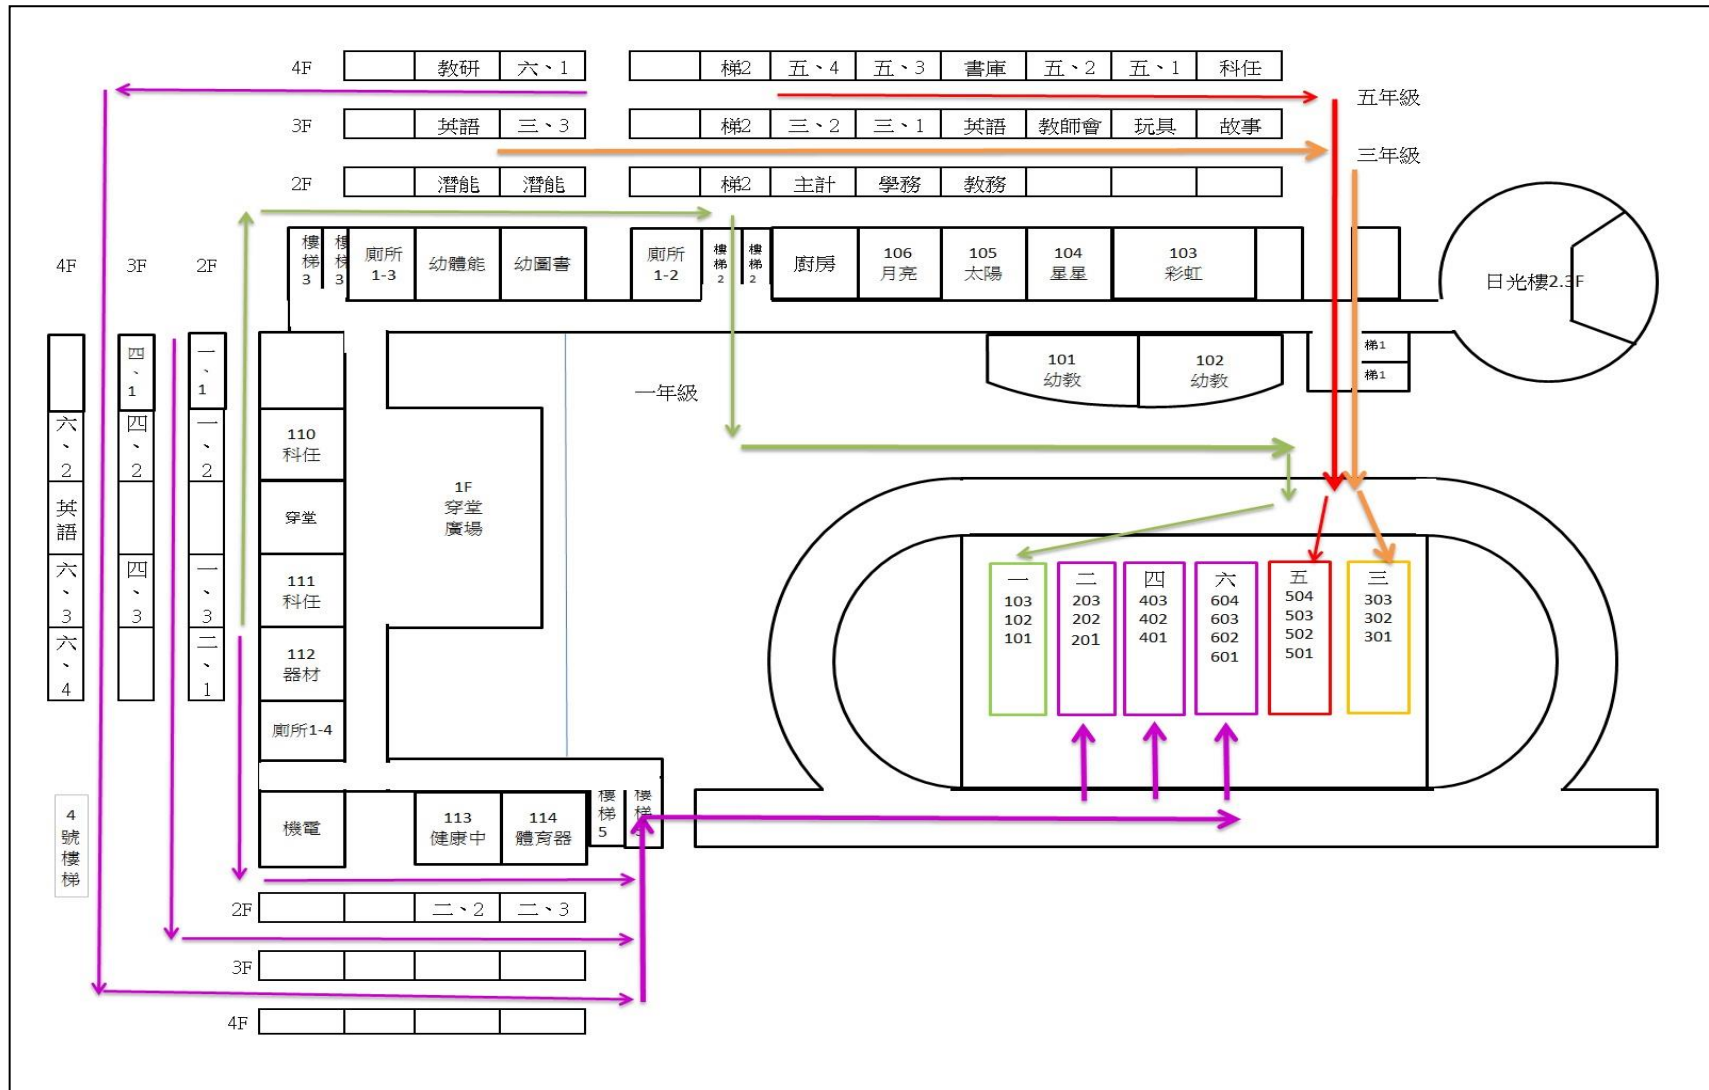 4F 教研 六、1 梯2 五、4 五、3 書庫 五、2 五、1 科任
五年級
3F 英語 三、3 梯2 三、2 三、1 英語 教師會 玩具 故事
三年級
2F 潛能 潛能 梯2 主計 學務 教務
4F 3F 2F
樓梯3
樓梯3
廁所
1-3
幼體能
幼圖書
廁所
1-2
樓梯2
樓梯2
廚房
106
月亮
105
太陽
104
星星
103
彩虹
日光樓2.3F
梯1
梯1
101
幼教
102
幼教
一年級
六、2
英語
六、3
六、4
四、1
四、2
四、3
一、1
一、2
一、3
二、1
110
科任
穿堂
111
科任
112
器材
廁所1-4
1F
穿堂
廣場
一
103
102
101
二
203
202
201
四
403
402
401
六
604
603
602
601
五
504
503
502
501
三
303
302
301
4號樓梯
機電
113
健康中
114
體育器
樓梯5
樓梯
2F 二、2 二、3
3F
4F